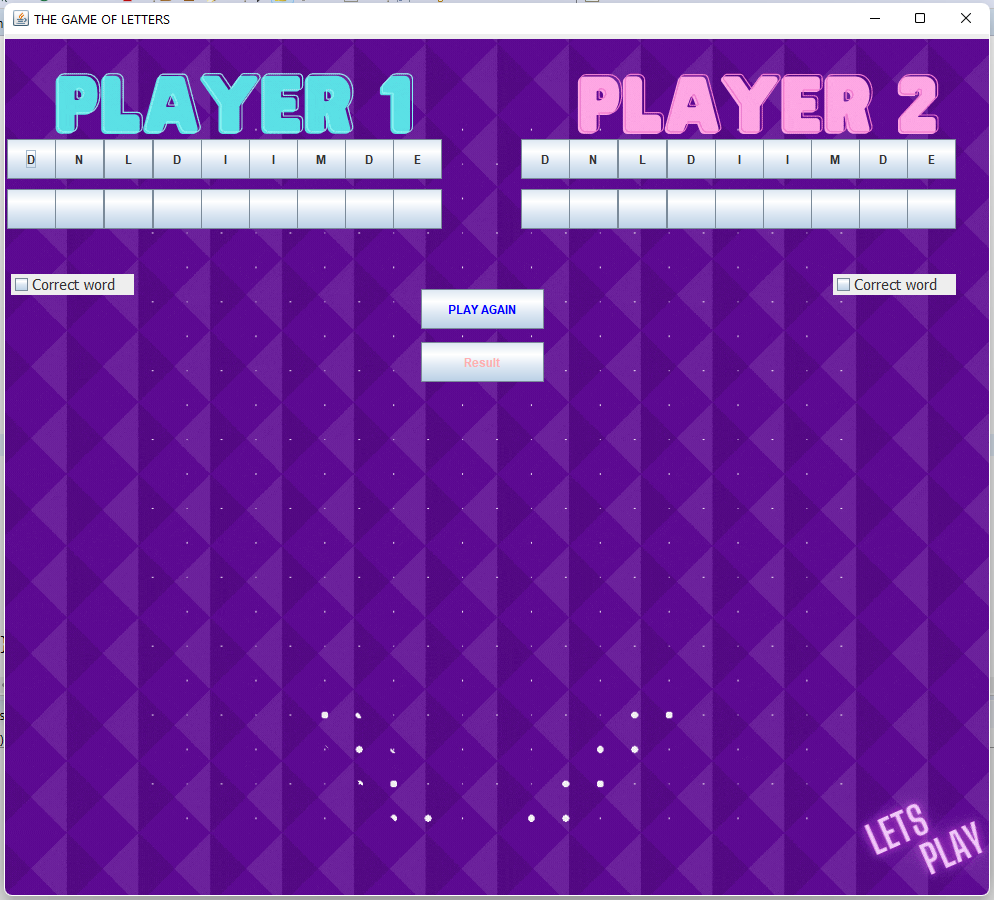 THE GAME OF LETTERS
PLAYER 1 PLAYER 2
D N L D I I M D E D N L D I I M D E
Correct word Correct word
PLAY AGAIN
Result
LETS
PLAY